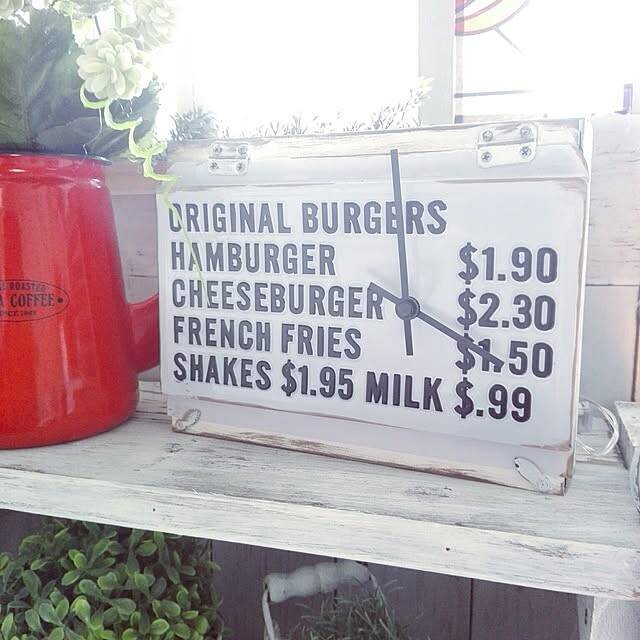 ORIGINAL BURGERS
HAMBURGER $1.90
CHEESEBURGER $2.30
FRENCH FRIES $1.50
SHAKES $1.95 MILK $.99
COFFEE